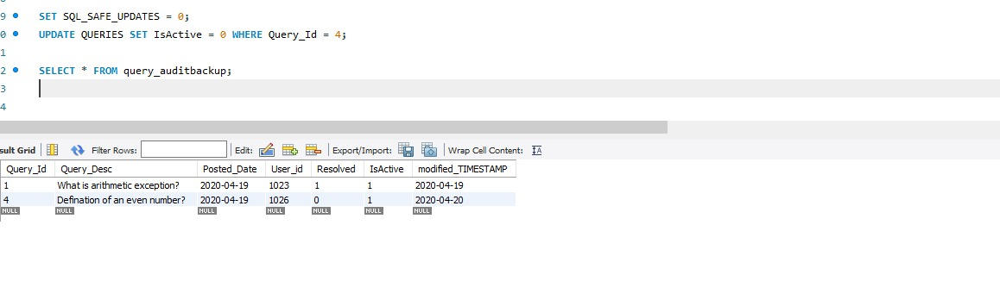 9 SET SQL_SAFE_UPDATES = 0;
0 UPDATE QUERIES SET IsActive = 0 WHERE Query_Id = 4;
1
2 SELECT * FROM query_auditbackup;
3
4
sult Grid Filter Rows: Edit: Export/Import: Wrap Cell Content: IA
Query_Id Query_Desc Posted_Date User_id Resolved IsActive modified_TIMESTAMP
1 What is arithmetic exception? 2020-04-19 1023 1 1 2020-04-19
4 Defination of an even number? 2020-04-19 1026 0 1 2020-04-20
NULL NULL NULL NULL NULL NULL NULL